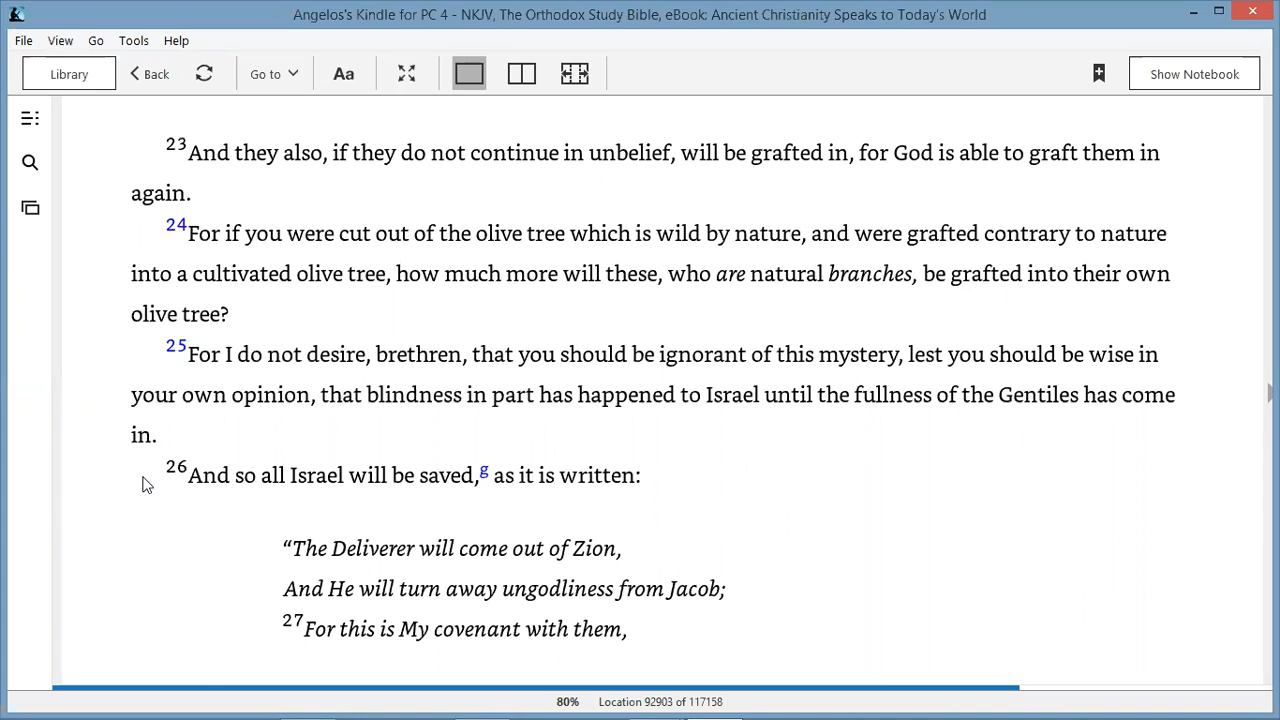 Angelos's Kindle for PC 4 - NKJV, The Orthodox Study Bible, eBook: Ancient Christianity Speaks to Today's World
File View Go Tools Help
Library Back Go to Aa Show Notebook
23And they also, if they do not continue in unbelief, will be grafted in, for God is able to graft them in
again.
24For if you were cut out of the olive tree which is wild by nature, and were grafted contrary to nature
into a cultivated olive tree, how much more will these, who are natural branches, be grafted into their own
olive tree?
25For I do not desire, brethren, that you should be ignorant of this mystery, lest you should be wise in
your own opinion, that blindness in part has happened to Israel until the fullness of the Gentiles has come
in.
26And so all Israel will be saved,g as it is written:
“The Deliverer will come out of Zion,
And He will turn away ungodliness from Jacob;
27For this is My covenant with them,
80% Location 92903 of 117158